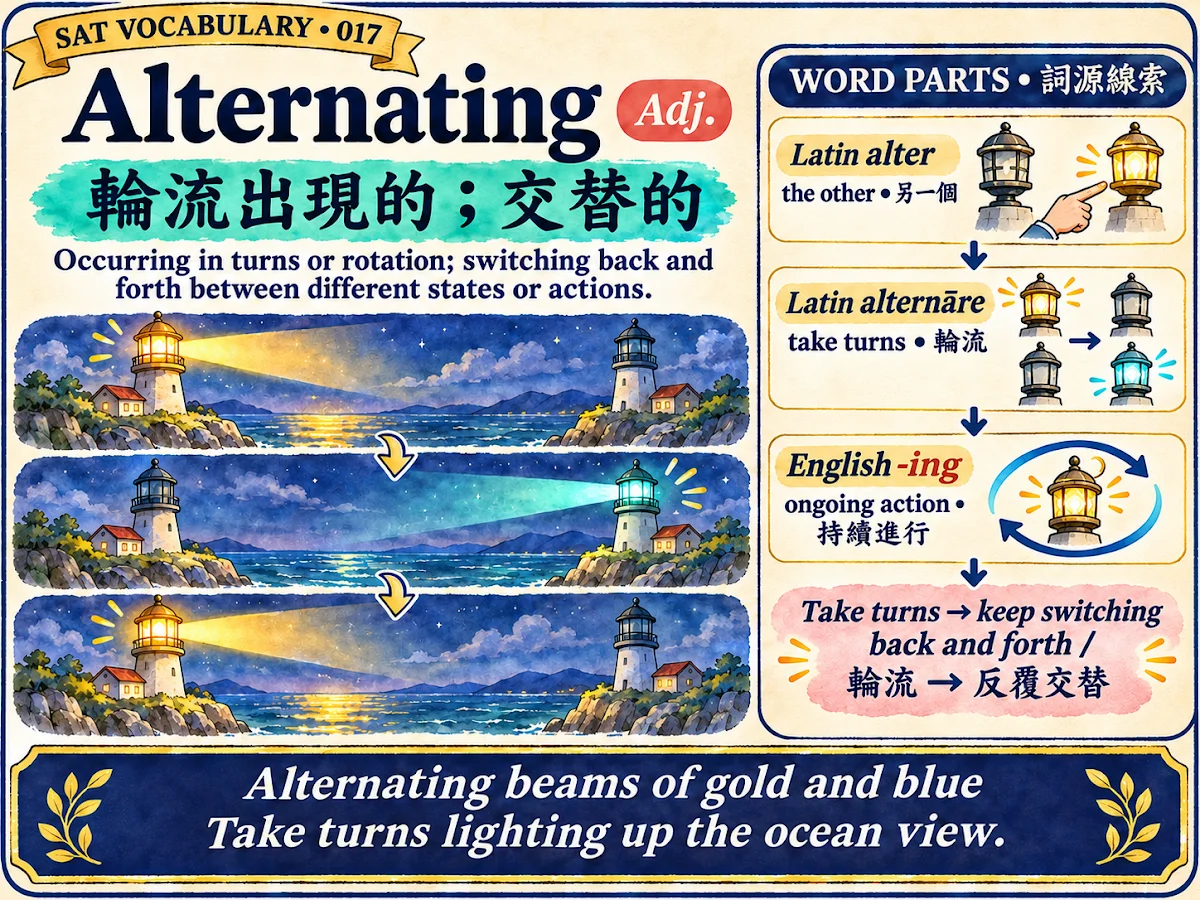 SAT VOCABULARY • 017
Alternating Adj.
輪流出現的；交替的
Occurring in turns or rotation; switching back and
forth between different states or actions.
WORD PARTS • 詞源線索
Latin alter
the other • 另一個
Latin alternāre
take turns • 輪流
English -ing
ongoing action •
持續進行
Take turns → keep switching
back and forth /
輪流 → 反覆交替
Alternating beams of gold and blue
Take turns lighting up the ocean view.